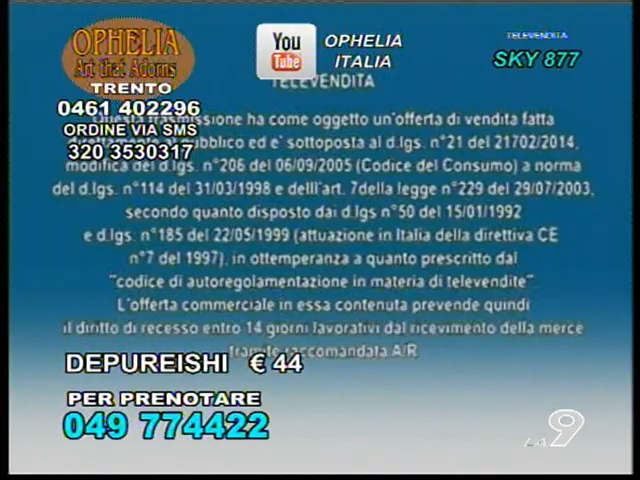 OPHELIA
Art that Adorns
TRENTO
0461 402296
ORDINE VIA SMS
320 3530317
You
Tube
OPHELIA
ITALIA
TELEVENDITA
SKY 877
TELEVENDITA
Questa trasmissione ha come oggetto un'offerta di vendita fatta
direttamente al pubblico ed e' sottoposta al d.lgs. n°21 del 21702/2014,
modifica del d.lgs. n°206 del 06/09/2005 (Codice del Consumo) a norma
del d.lgs. n°114 del 31/03/1998 e delll'art. 7della legge n°229 del 29/07/2003,
secondo quanto disposto dai d.lgs n°50 del 15/01/1992
e d.lgs. n°185 del 22/05/1999 (attuazione in Italia della direttiva CE
n°7 del 1997), in ottemperanza a quanto prescritto dal
"codice di autoregolamentazione in materia di televendite".
L'offerta commerciale in essa contenuta prevende quindi
il diritto di recesso entro 14 giorni lavorativi dal ricevimento della merce
tramite raccomandata A/R
DEPUREISHI € 44
PER PRENOTARE
049 774422
LA 9